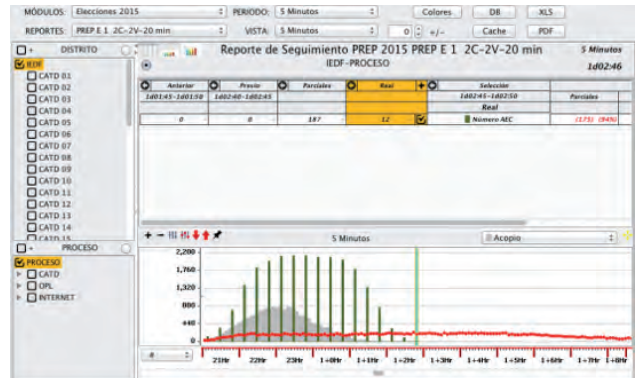 MÓDULOS: Elecciones 2015 PERIODO: 5 Minutos Colores DB XLS
REPORTES: PREP E 1 2C-2V-20 min VISTA: 5 Minutos 0 +/- Cache PDF
DISTRITO
Reporte de Seguimiento PREP 2015 PREP E 1 2C-2V-20 min
5 Minutos
IEDF-PROCESO
1d02:46
IEDF
CATD 01
CATD 02
CATD 03
CATD 04
CATD 05
CATD 06
CATD 07
CATD 08
CATD 09
CATD 10
CATD 11
CATD 12
CATD 13
CATD 14
CATD 15
Anterior Previo Parciales Real Selección
1d01:45-1d01:50 1d02:40-1d02:45 1d02:45-1d02:50 Parciales
Real
0 0 187 12 Número AEC (175) (94%)
PROCESO
PROCESO
CATD
OPL
INTERNET
5 Minutos
Acopio
2,200
1,760
1,320
880
440
0
21Hr 22Hr 23Hr 1+0Hr 1+1Hr 1+2Hr 1+3Hr 1+4Hr 1+5Hr 1+6Hr 1+7Hr 1+8Hr